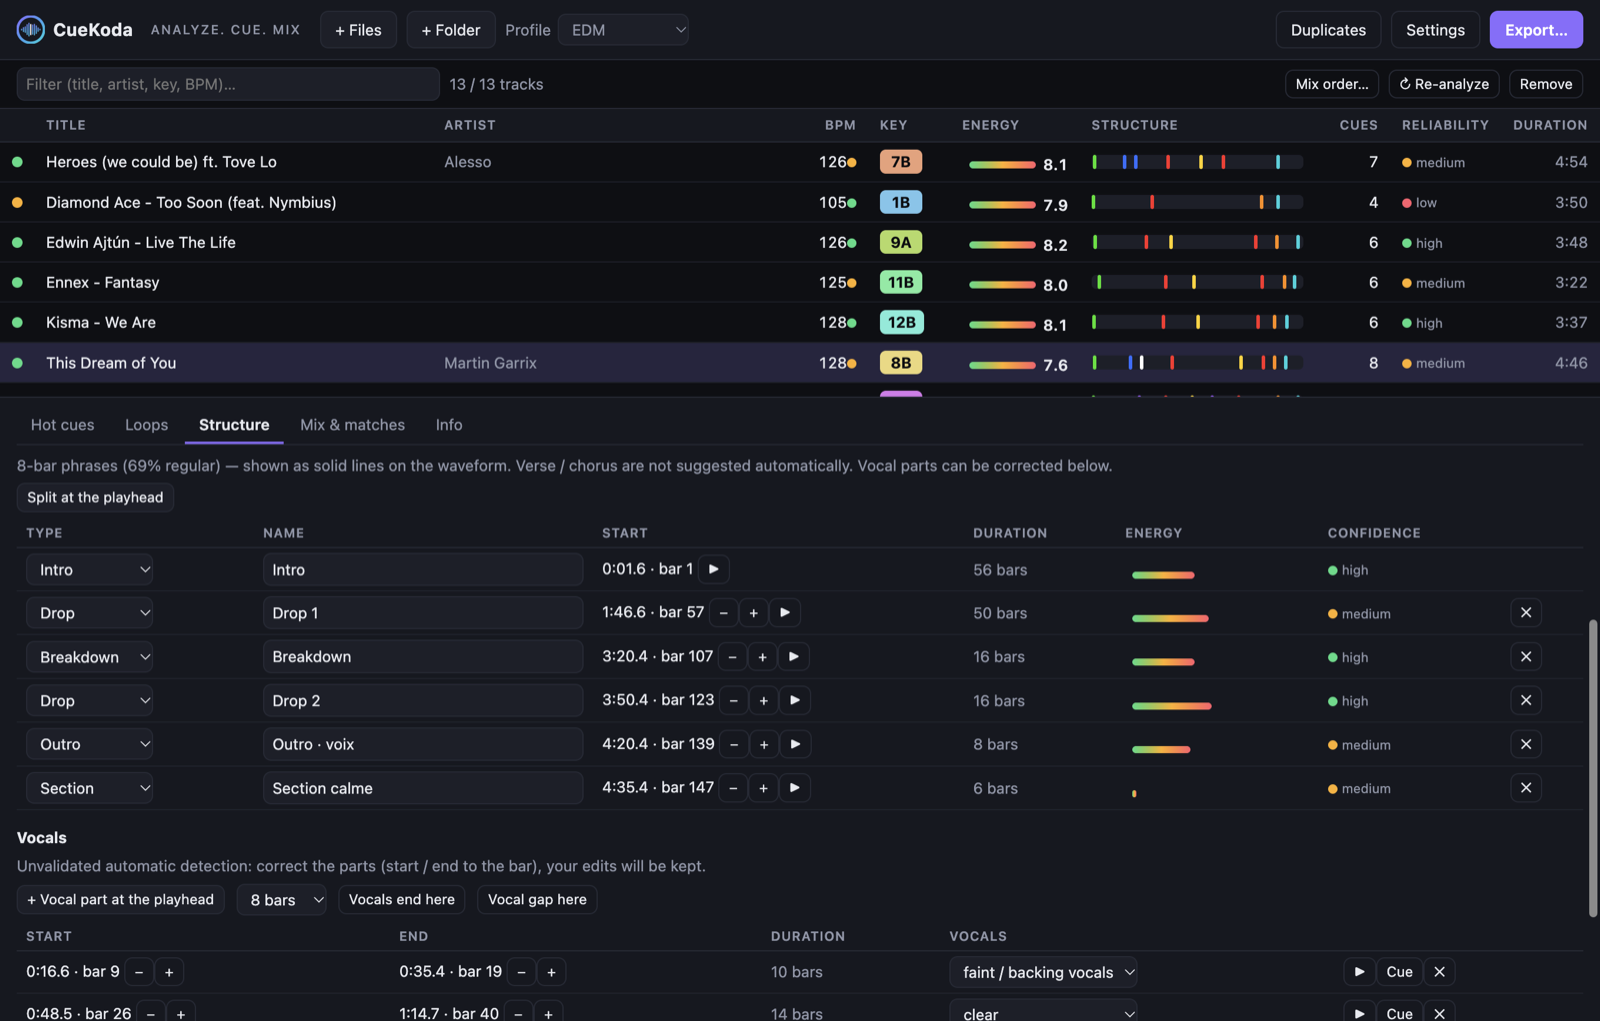 CueKoda ANALYZE. CUE. MIX + Files + Folder Profile EDM Duplicates Settings Export...
Filter (title, artist, key, BPM)... 13 / 13 tracks Mix order... ↻ Re-analyze Remove
TITLE ARTIST BPM KEY ENERGY STRUCTURE CUES RELIABILITY DURATION
Heroes (we could be) ft. Tove Lo Alesso 126 7B 8.1 7 medium 4:54
Diamond Ace - Too Soon (feat. Nymbius) 105 1B 7.9 4 low 3:50
Edwin Ajtún - Live The Life 126 9A 8.2 6 high 3:48
Ennex - Fantasy 125 11B 8.0 6 medium 3:22
Kisma - We Are 128 12B 8.1 6 high 3:37
This Dream of You Martin Garrix 128 8B 7.6 8 medium 4:46
Hot cues Loops Structure Mix & matches Info
8-bar phrases (69% regular) — shown as solid lines on the waveform. Verse / chorus are not suggested automatically. Vocal parts can be corrected below.
Split at the playhead
TYPE NAME START DURATION ENERGY CONFIDENCE
Intro Intro 0:01.6 · bar 1 ▶ 56 bars high
Drop Drop 1 1:46.6 · bar 57 − + ▶ 50 bars medium ✕
Breakdown Breakdown 3:20.4 · bar 107 − + ▶ 16 bars high ✕
Drop Drop 2 3:50.4 · bar 123 − + ▶ 16 bars high ✕
Outro Outro · voix 4:20.4 · bar 139 − + ▶ 8 bars medium ✕
Section Section calme 4:35.4 · bar 147 − + ▶ 6 bars medium ✕
Vocals
Unvalidated automatic detection: correct the parts (start / end to the bar), your edits will be kept.
+ Vocal part at the playhead 8 bars Vocals end here Vocal gap here
START END DURATION VOCALS
0:16.6 · bar 9 − + 0:35.4 · bar 19 − + 10 bars faint / backing vocals ▶ Cue ✕
0:48.5 · bar 26 − + 1:14.7 · bar 40 − + 14 bars clear ▶ Cue ✕